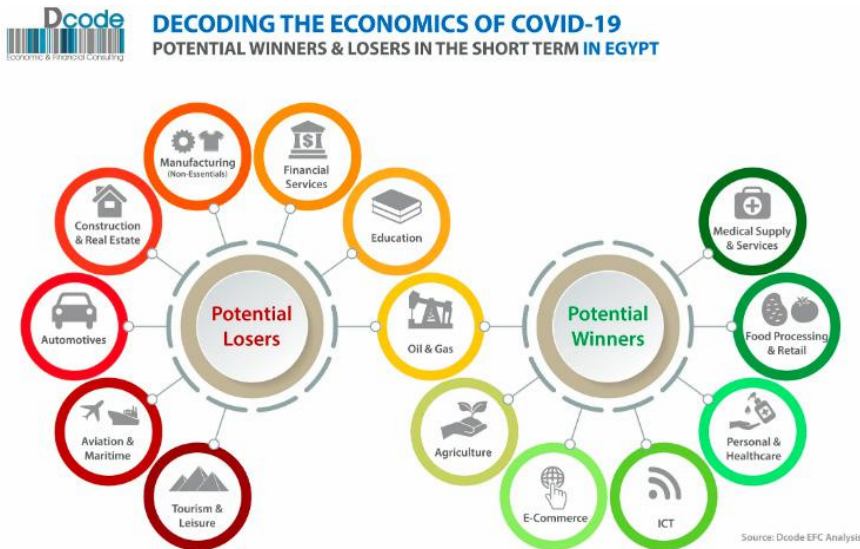 Dcode
Economic & Financial Consulting
DECODING THE ECONOMICS OF COVID-19
POTENTIAL WINNERS & LOSERS IN THE SHORT TERM IN EGYPT
Manufacturing
(Non-Essentials)
Financial
Services
Construction
& Real Estate
Education
Automotives
Potential
Losers
Oil & Gas
Aviation &
Maritime
Tourism &
Leisure
Potential
Winners
Medical Supply
& Services
Food Processing
& Retail
Personal &
Healthcare
Agriculture
E-Commerce
ICT
Source: Dcode EFC Analysis